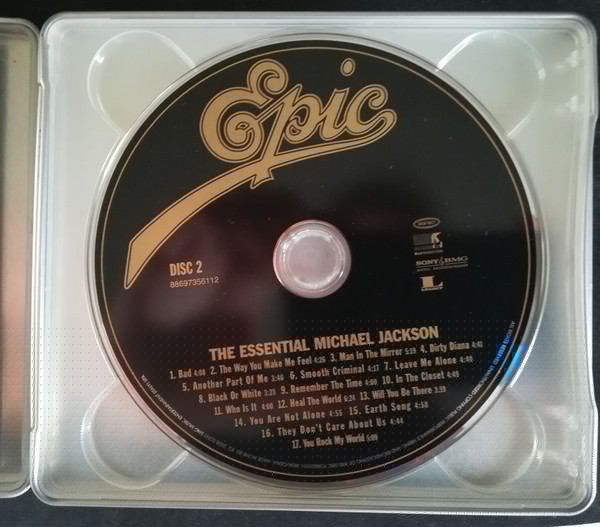 Epic
DISC 2
88697356112
SONY BMG
MUSIC ENTERTAINMENT
L
LEGACY
THE ESSENTIAL MICHAEL JACKSON
1. Bad 4:08 2. The Way You Make Me Feel 4:26 3. Man In The Mirror 5:19 4. Dirty Diana 4:41
5. Another Part Of Me 3:46 6. Smooth Criminal 4:17 7. Leave Me Alone 4:40
8. Black Or White 3:23 9. Remember The Time 4:00 10. In The Closet 4:49
11. Who Is It 4:00 12. Heal The World 6:24 13. Will You Be There 3:39
14. You Are Not Alone 4:55 15. Earth Song 4:58
16. They Don't Care About Us 4:44
17. You Rock My World 5:09